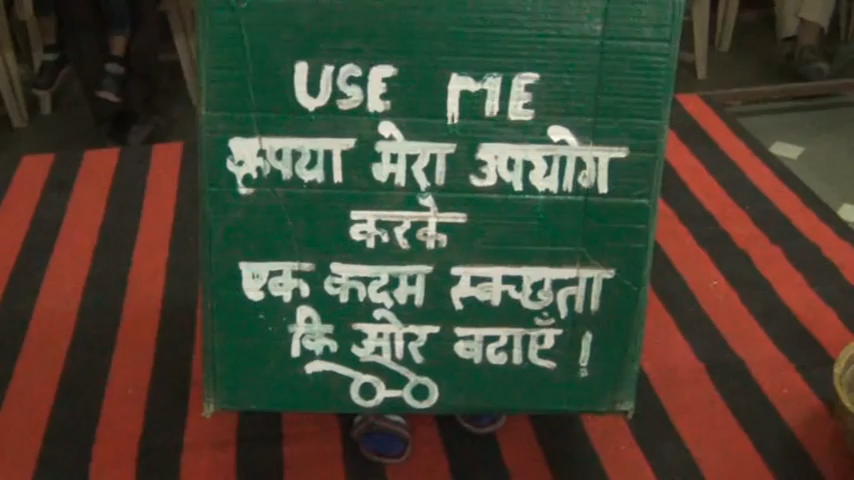 USE ME
कृपया मेरा उपयोग
करके
एक कदम स्वच्छता
कि ओर बढाएँ !